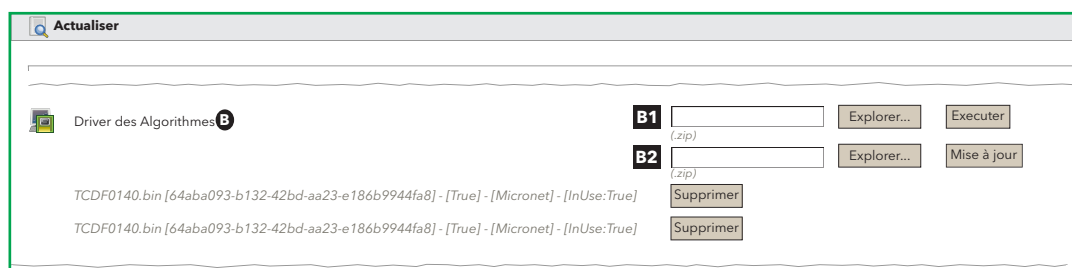 Actualiser
Driver des Algorithmes B B1 Explorer... Executer
(.zip)
B2 Explorer... Mise à jour
(.zip)
TCDF0140.bin [64aba093-b132-42bd-aa23-e186b9944fa8] - [True] - [Micronet] - [InUse:True] Supprimer
TCDF0140.bin [64aba093-b132-42bd-aa23-e186b9944fa8] - [True] - [Micronet] - [InUse:True] Supprimer